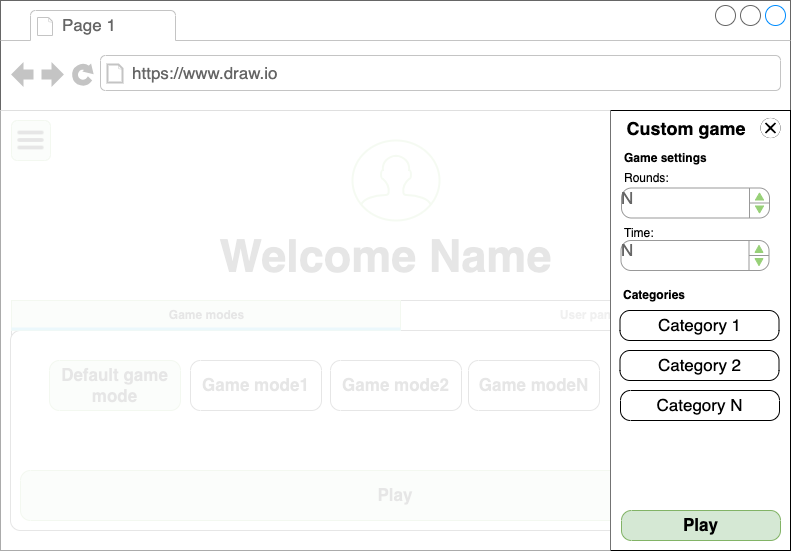 Page 1
https://www.draw.io
Custom game
Game settings
Rounds:
N
Time:
N
Categories
Category 1
Category 2
Category N
Play
Welcome Name
Game modes
User pan
Default game
mode
Game mode1
Game mode2
Game modeN
Play